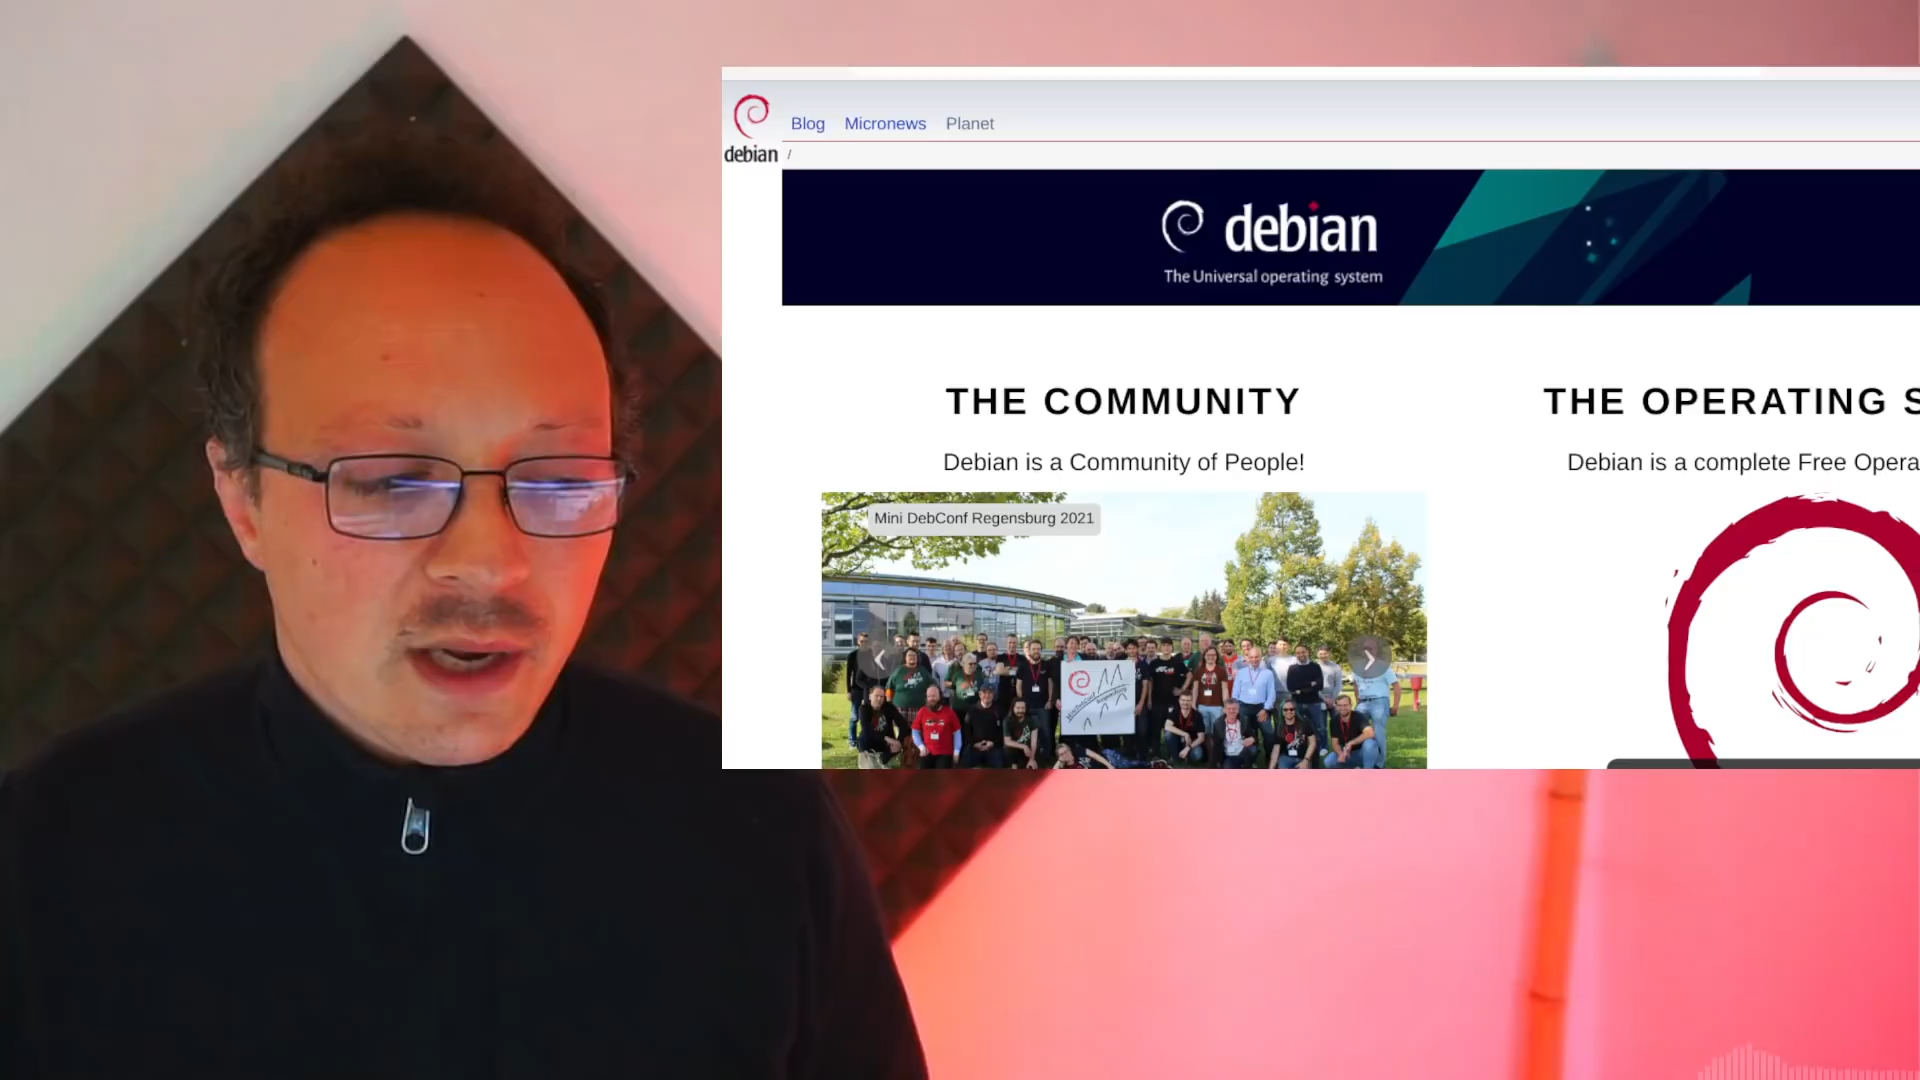 Blog Micronews Planet
debian /
debian
The Universal operating system
THE COMMUNITY
Debian is a Community of People!
Mini DebConf Regensburg 2021
THE OPERATING S
Debian is a complete Free Opera